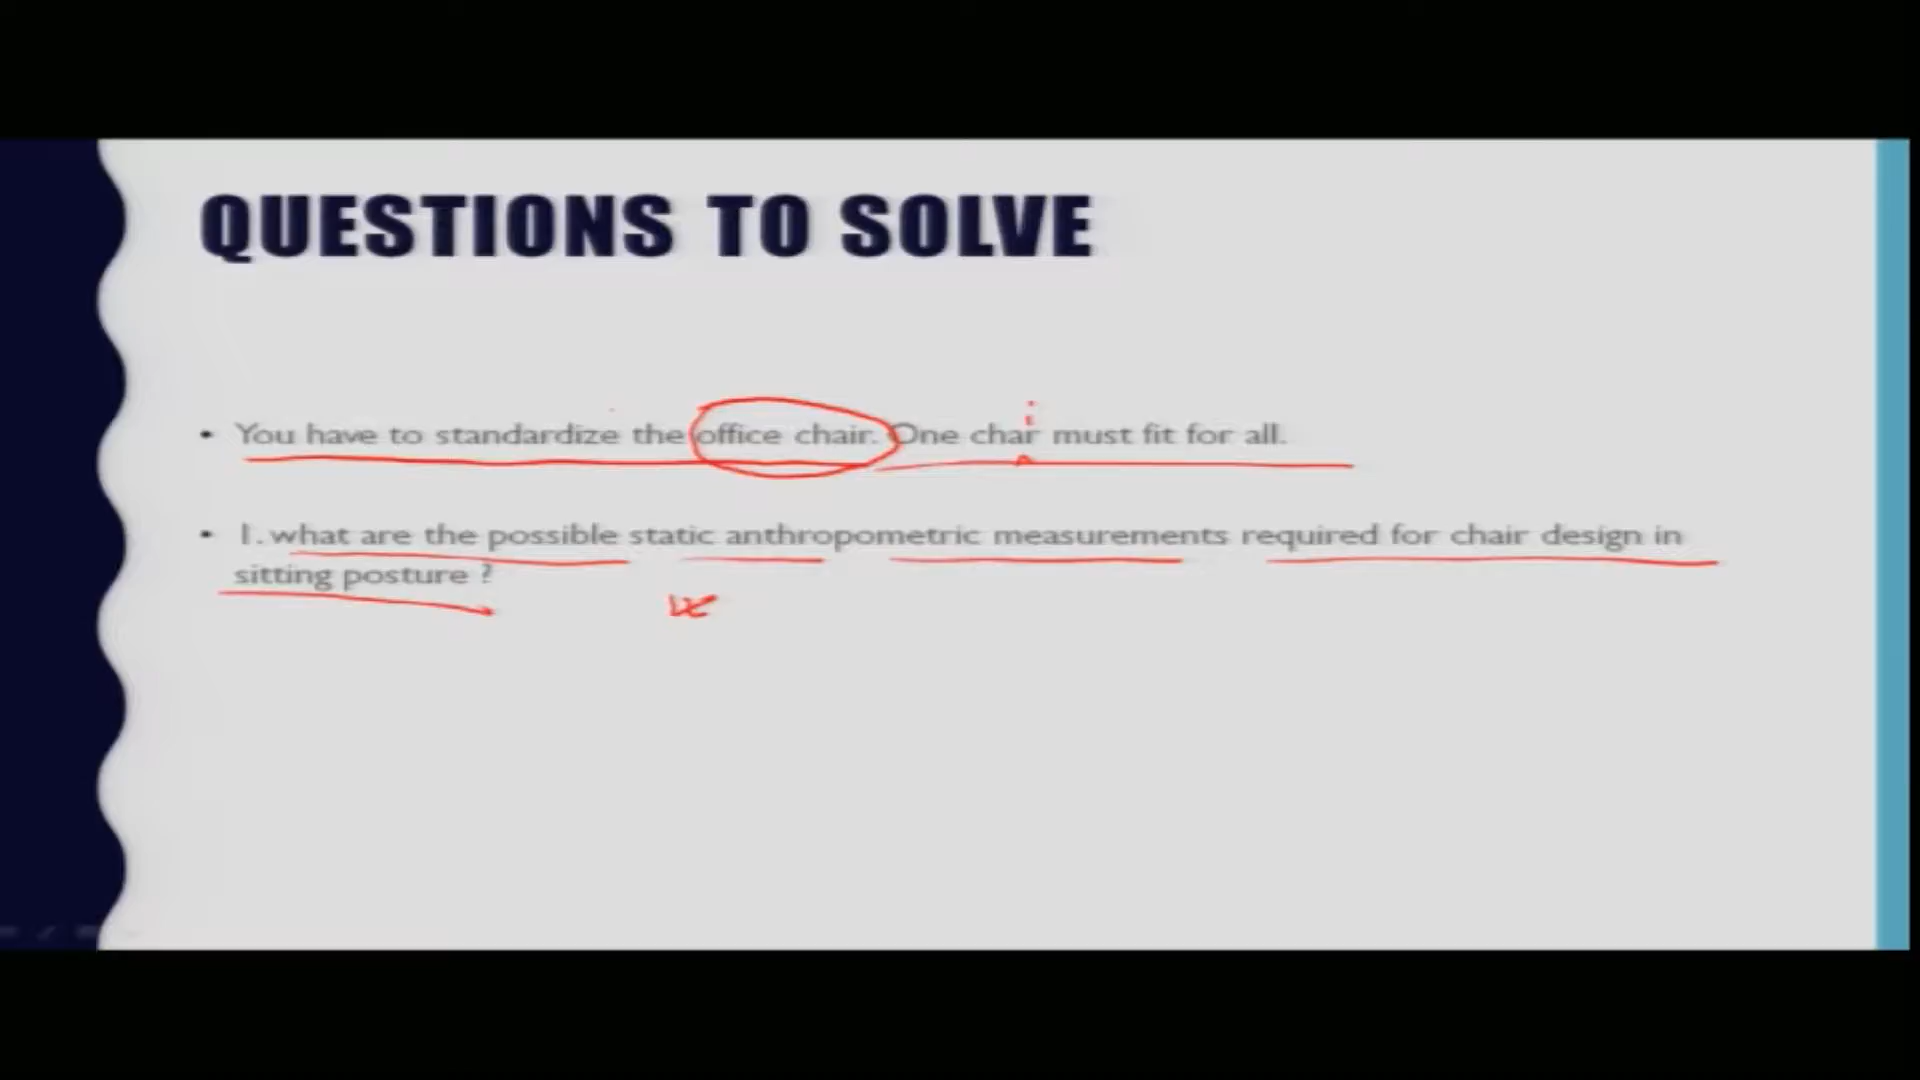 QUESTIONS TO SOLVE
• You have to standardize the office chair. One char must fit for all.
• 1. what are the possible static anthropometric measurements required for chair design in
sitting posture ?